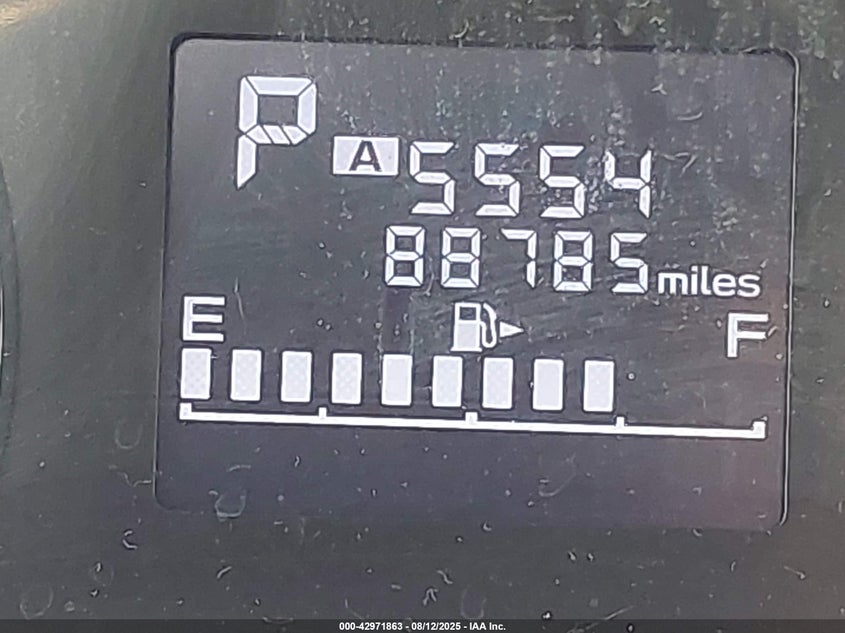 P
A 5554
88785 miles
E F
000-42971863 - 08/12/2025 - IAA Inc.